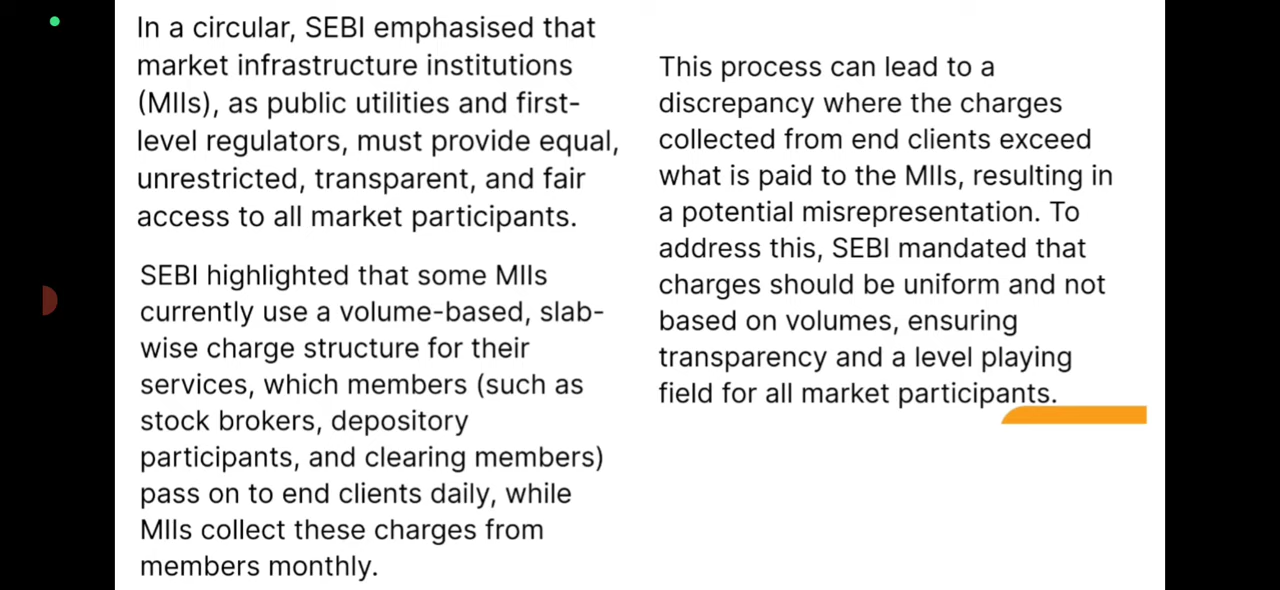 In a circular, SEBI emphasised that
market infrastructure institutions
(MIIs), as public utilities and first-
level regulators, must provide equal,
unrestricted, transparent, and fair
access to all market participants.
SEBI highlighted that some MIIs
currently use a volume-based, slab-
wise charge structure for their
services, which members (such as
stock brokers, depository
participants, and clearing members)
pass on to end clients daily, while
MIIs collect these charges from
members monthly.
This process can lead to a
discrepancy where the charges
collected from end clients exceed
what is paid to the MIIs, resulting in
a potential misrepresentation. To
address this, SEBI mandated that
charges should be uniform and not
based on volumes, ensuring
transparency and a level playing
field for all market participants.